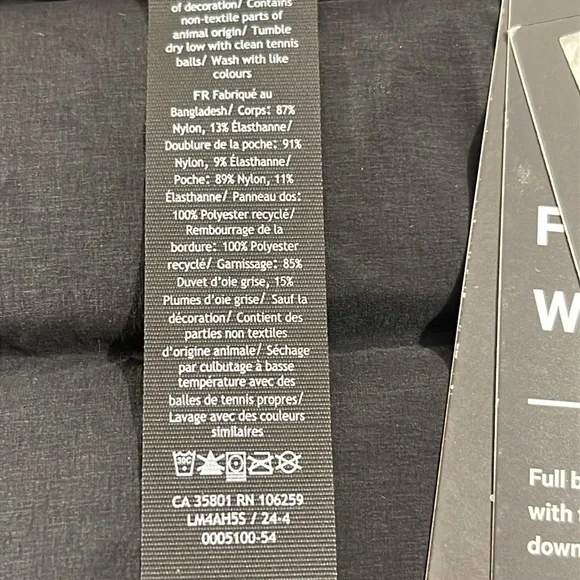 of decoration/ Contains
non-textile parts of
animal origin/ Tumble
dry low with clean tennis
balls/ Wash with like
colours
FR Fabriqué au
Bangladesh/ Corps: 87%
Nylon, 13% Élasthanne/
Doublure de la poche: 91%
Nylon, 9% Élasthanne/
Poche: 89% Nylon, 11%
Élasthanne/ Panneau dos:
100% Polyester recyclé/
Rembourrage de la
bordure: 100% Polyester
recyclé/ Garnissage: 85%
Duvet d'oie grise, 15%
Plumes d'oie grise/ Sauf la
décoration/ Contient des
parties non textiles
d'origine animale/ Séchage
par culbutage à basse
température avec des
balles de tennis propres/
Lavage avec des couleurs
similaires
30C
CA 35801 RN 106259
LM4AH5S / 24-4
0005100-54
F
W
Full b
with
down